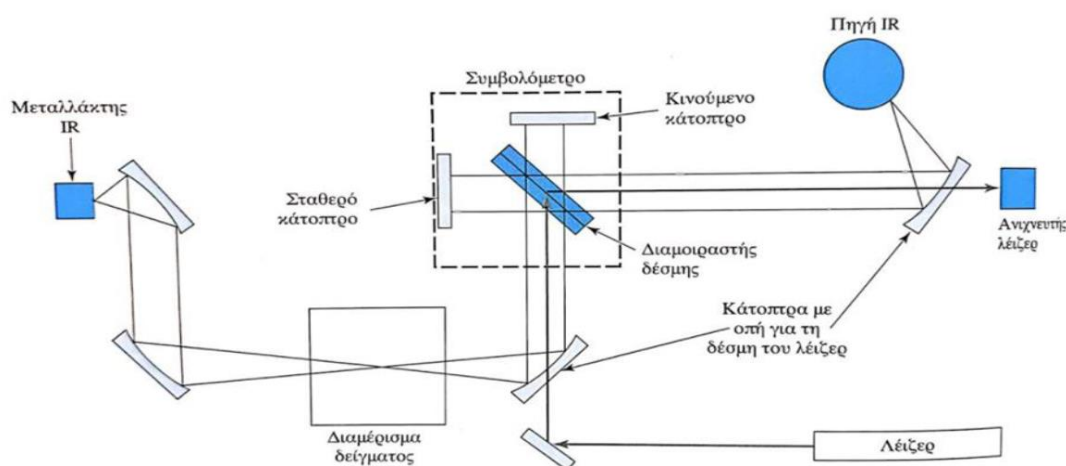 Πηγή IR
Συμβολόμετρο
Κινούμενο
κάτοπτρο
Μεταλλάκτης
IR
Σταθερό
κάτοπτρο
Ανιχνευτής
λέιζερ
Διαμοιραστής
δέσμης
Κάτοπτρα με
οπή για τη
δέσμη του λέιζερ
Διαμέρισμα
δείγματος
Λέιζερ